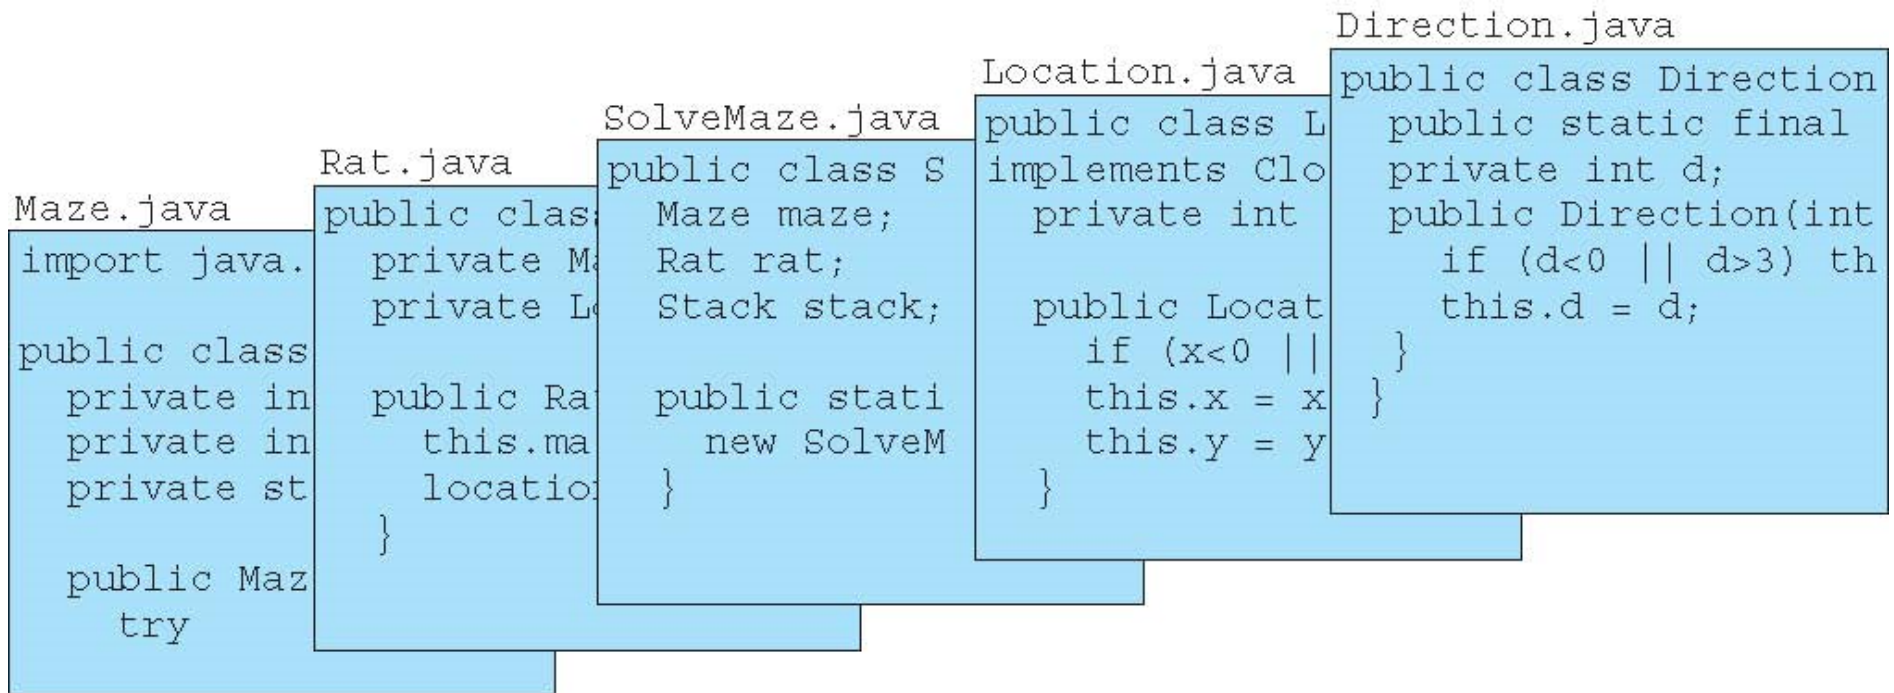 Maze.java
import java.
public class
private in
private in
private st
public Maz
try
Rat.java
public clas
private M
private L
public Ra
this.ma
locatio
}
SolveMaze.java
public class S
Maze maze;
Rat rat;
Stack stack;
public stati
new SolveM
}
Location.java
public class L
implements Clo
private int
public Locat
if (x<0 ||
this.x = x
this.y = y
}
Direction.java
public class Direction
public static final
private int d;
public Direction(int
if (d<0 || d>3) th
this.d = d;
}
}